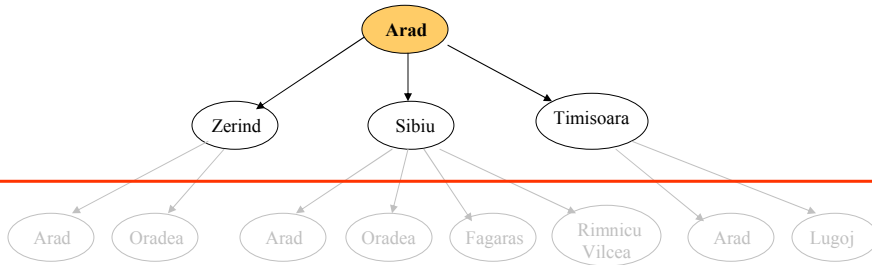 Arad
Zerind
Sibiu
Timisoara
Arad
Oradea
Arad
Oradea
Fagaras
Rimnicu
Vilcea
Arad
Lugoj